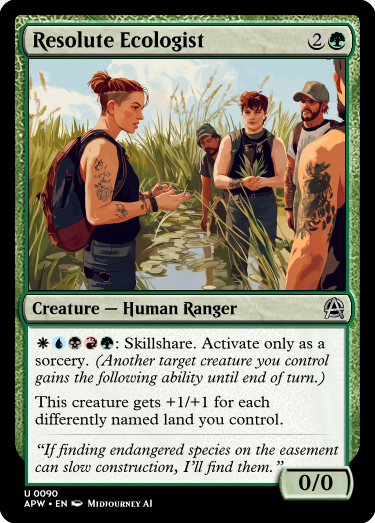 Resolute Ecologist 2
Creature — Human Ranger
: Skillshare. Activate only as a
sorcery. (Another target creature you control
gains the following ability until end of turn.)
This creature gets +1/+1 for each
differently named land you control.
“If finding endangered species on the easement
can slow construction, I’ll find them.”
0/0
U 0090
APW • EN Midjourney AI